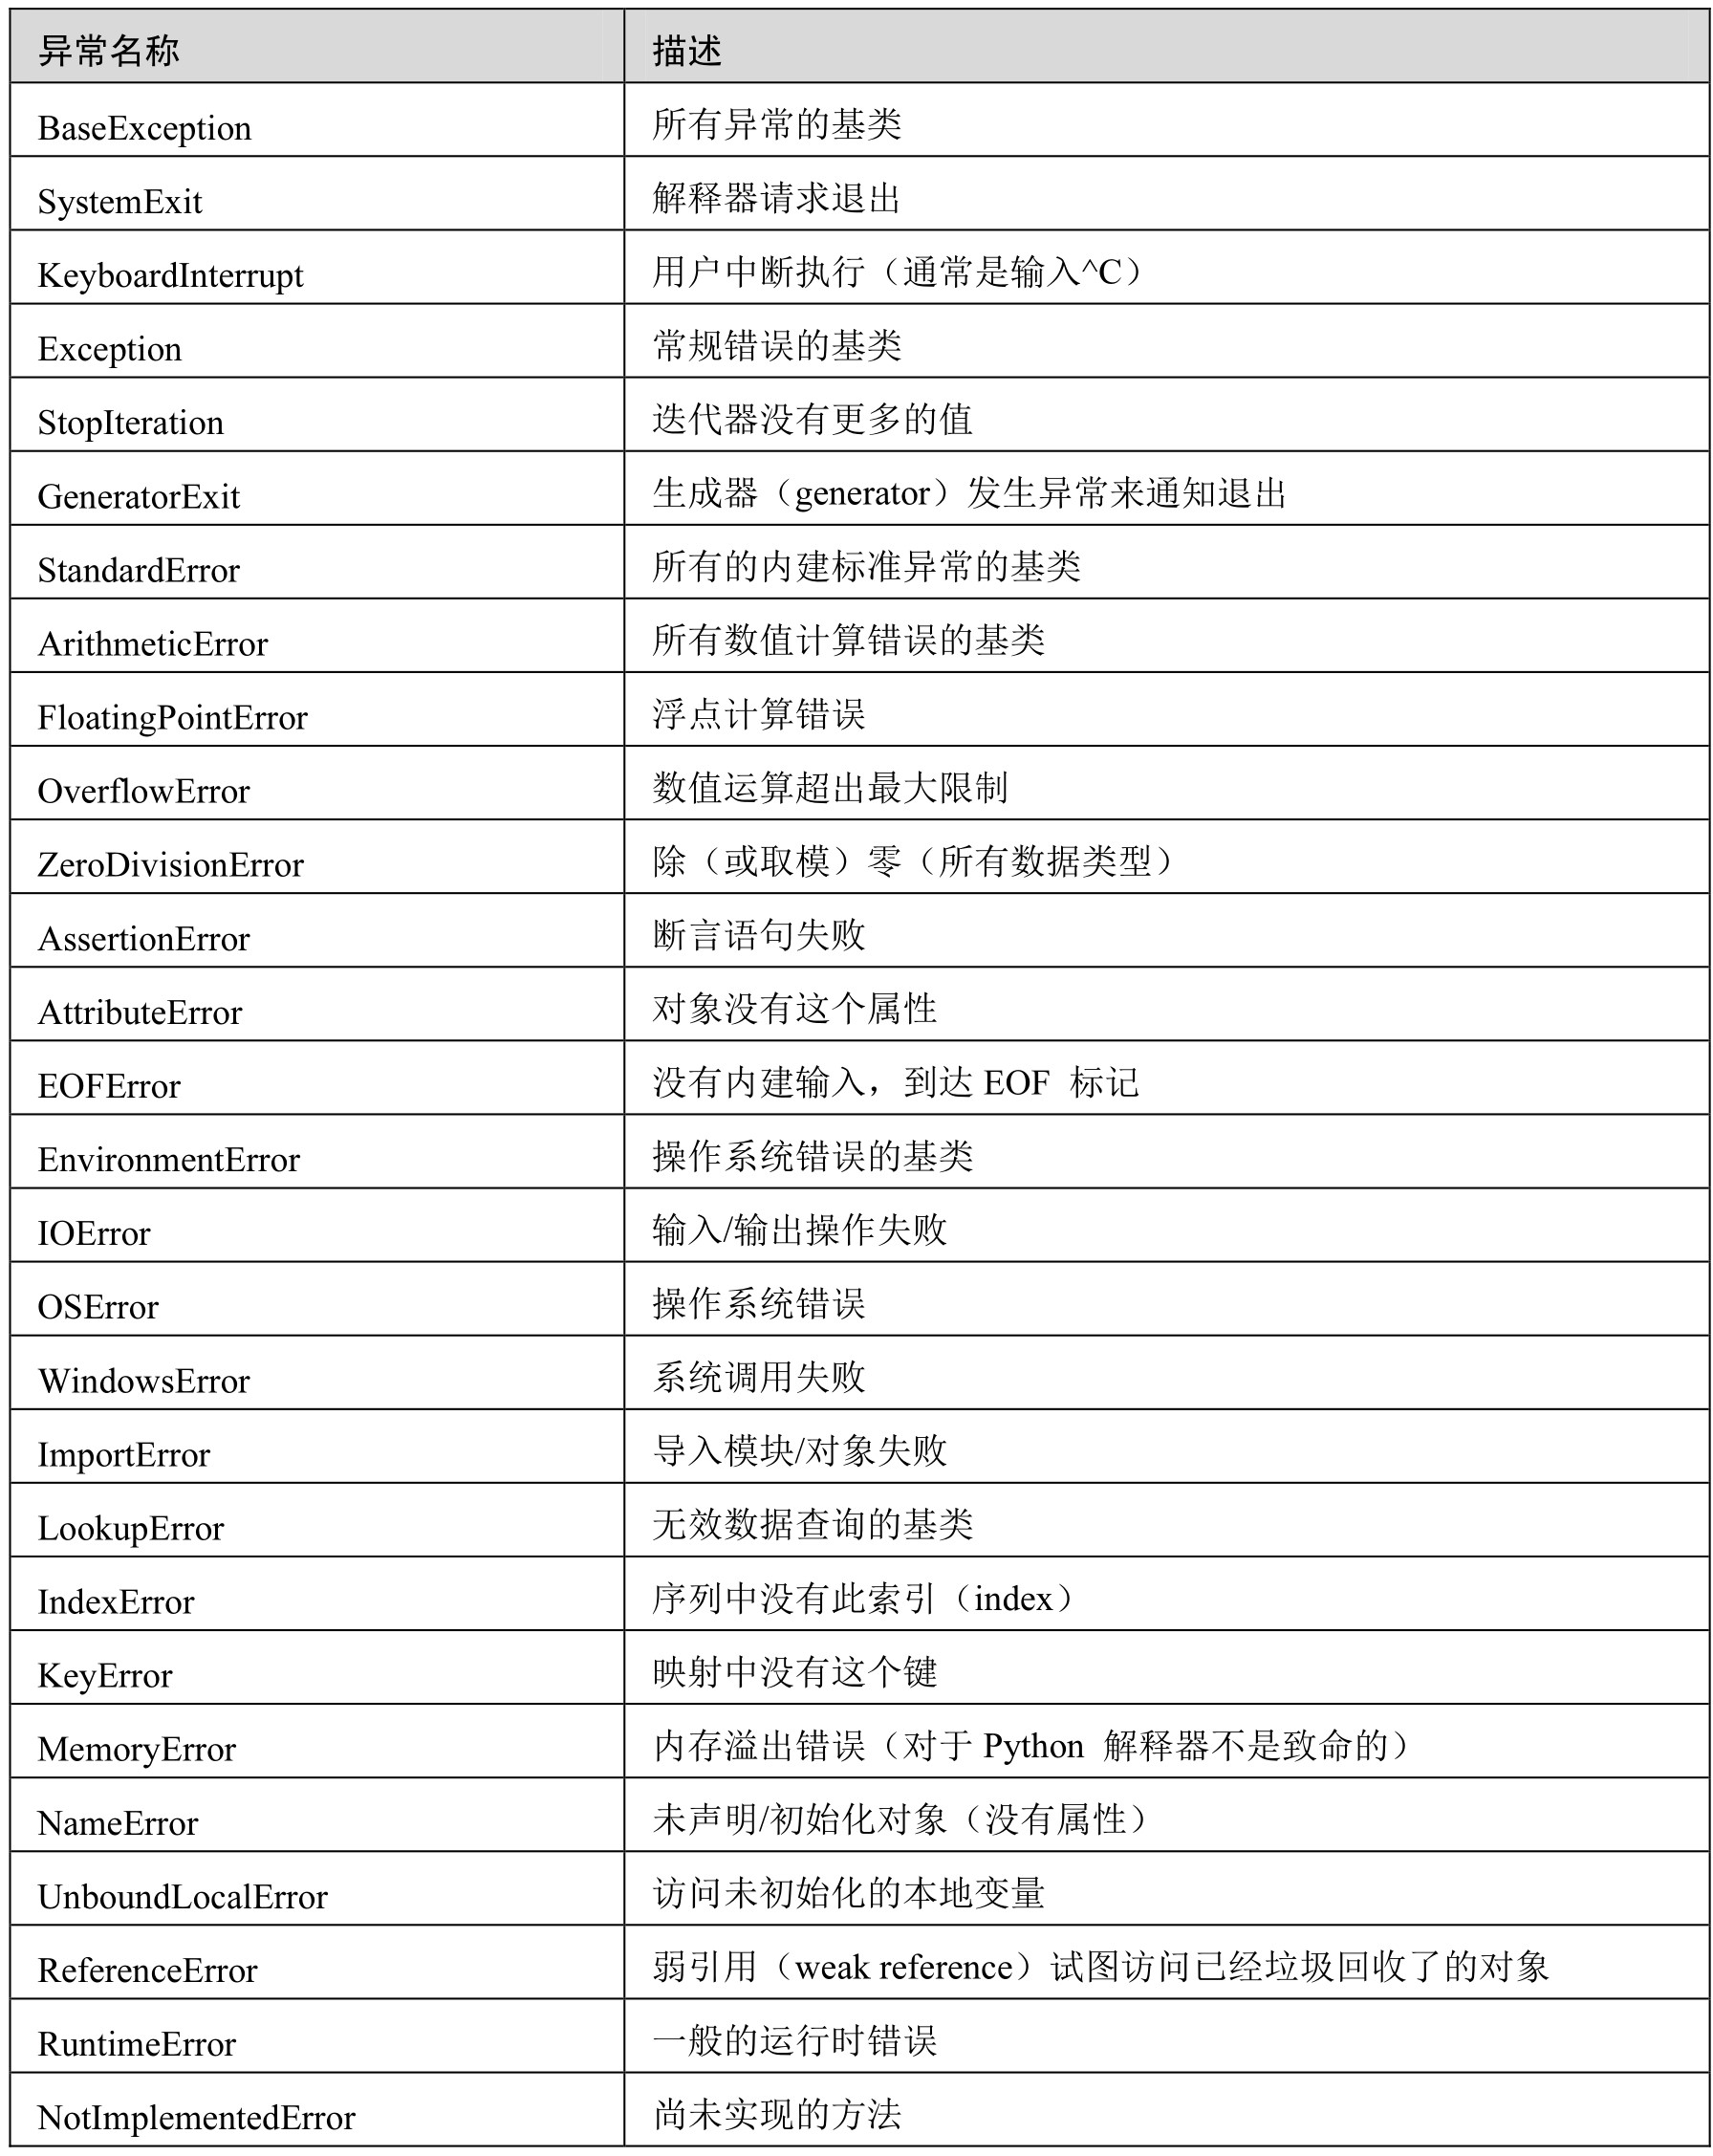 异常名称 描述
BaseException 所有异常的基类
SystemExit 解释器请求退出
KeyboardInterrupt 用户中断执行（通常是输入^C）
Exception 常规错误的基类
StopIteration 迭代器没有更多的值
GeneratorExit 生成器（generator）发生异常来通知退出
StandardError 所有的内建标准异常的基类
ArithmeticError 所有数值计算错误的基类
FloatingPointError 浮点计算错误
OverflowError 数值运算超出最大限制
ZeroDivisionError 除（或取模）零（所有数据类型）
AssertionError 断言语句失败
AttributeError 对象没有这个属性
EOFError 没有内建输入，到达 EOF 标记
EnvironmentError 操作系统错误的基类
IOError 输入/输出操作失败
OSError 操作系统错误
WindowsError 系统调用失败
ImportError 导入模块/对象失败
LookupError 无效数据查询的基类
IndexError 序列中没有此索引（index）
KeyError 映射中没有这个键
MemoryError 内存溢出错误（对于 Python 解释器不是致命的）
NameError 未声明/初始化对象（没有属性）
UnboundLocalError 访问未初始化的本地变量
ReferenceError 弱引用（weak reference）试图访问已经垃圾回收了的对象
RuntimeError 一般的运行时错误
NotImplementedError 尚未实现的方法